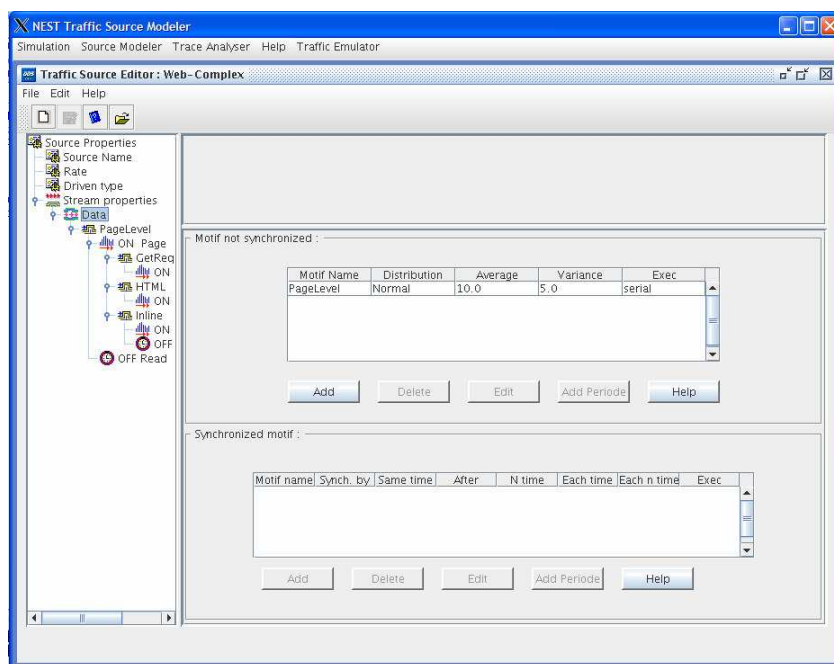 NEST Traffic Source Modeler
Simulation Source Modeler Trace Analyser Help Traffic Emulator
Traffic Source Editor : Web-Complex
File Edit Help
Source Properties
Source Name
Rate
Driven type
Stream properties
Data
PageLevel
ON Page
GetReq
ON
HTML
ON
Inline
ON
OFF
OFF Read
Motif not synchronized :
Motif Name Distribution Average Variance Exec
PageLevel Normal 10.0 5.0 serial
Add Delete Edit Add Periode Help
Synchronized motif :
Motif name Synch. by Same time After N time Each time Each n time Exec
Add Delete Edit Add Periode Help